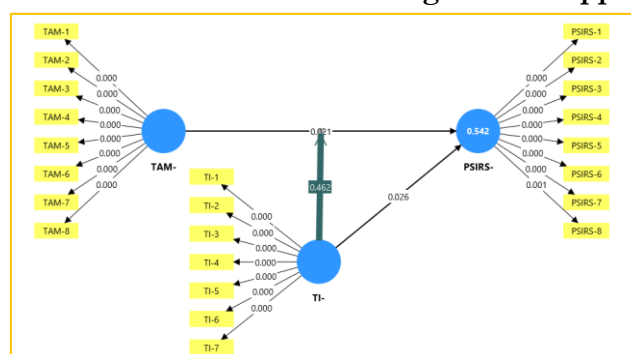 TAM-1
TAM-2
TAM-3
TAM-4
TAM-5
TAM-6
TAM-7
TAM-8
0.000
0.000
0.000
0.000
0.000
0.000
0.000
0.000
TAM-
0.021
0.462
0.026
TI-1
TI-2
TI-3
TI-4
TI-5
TI-6
TI-7
0.000
0.000
0.000
0.000
0.000
0.000
0.000
TI-
0.542
PSIRS-
0.000
0.000
0.000
0.000
0.000
0.000
0.000
0.001
PSIRS-1
PSIRS-2
PSIRS-3
PSIRS-4
PSIRS-5
PSIRS-6
PSIRS-7
PSIRS-8